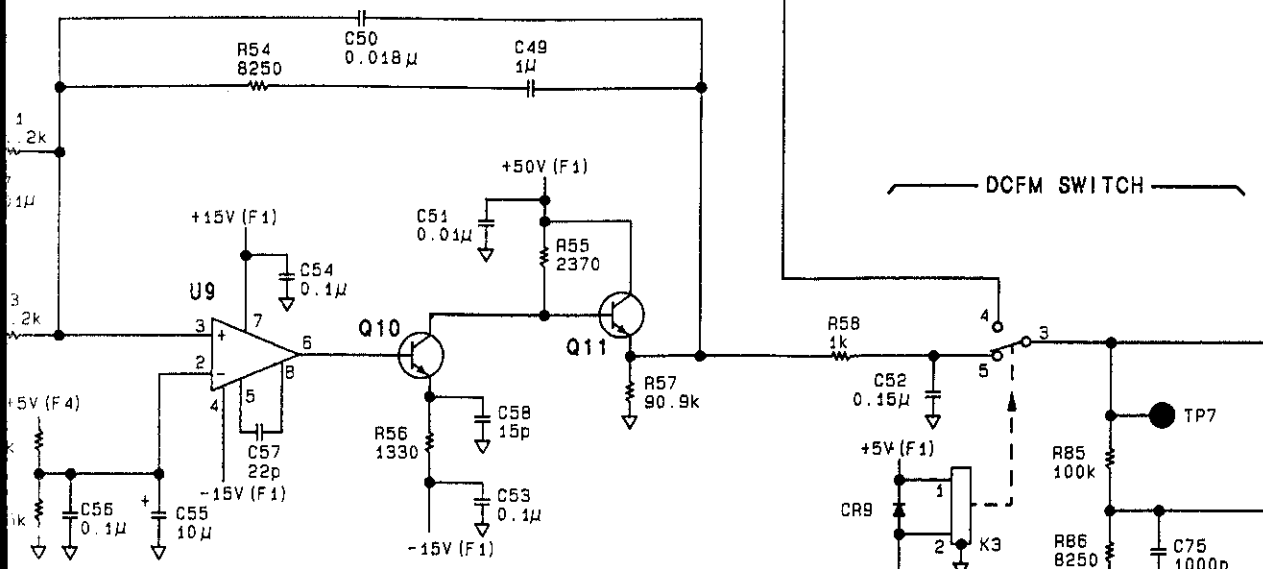 C50
0.018µ
R54
8250
C49
1µ
1
.2k
1µ
+50V(F1)
DCFM SWITCH
+15V(F1)
C51
0.01µ
R55
2370
C54
0.1µ
U9
3
.2k
3
+
7
6
2
-
8
4
5
Q10
Q11
R58
1k
4
3
5
C52
0.15µ
R57
90.9k
TP7
+5V(F4)
k
C57
22p
-15V(F1)
R56
1330
C58
15p
C53
0.1µ
-15V(F1)
k
C56
0.1µ
+
C55
10µ
+5V(F1)
1
CR9
2
K3
R85
100k
R86
8250
C75
1000p